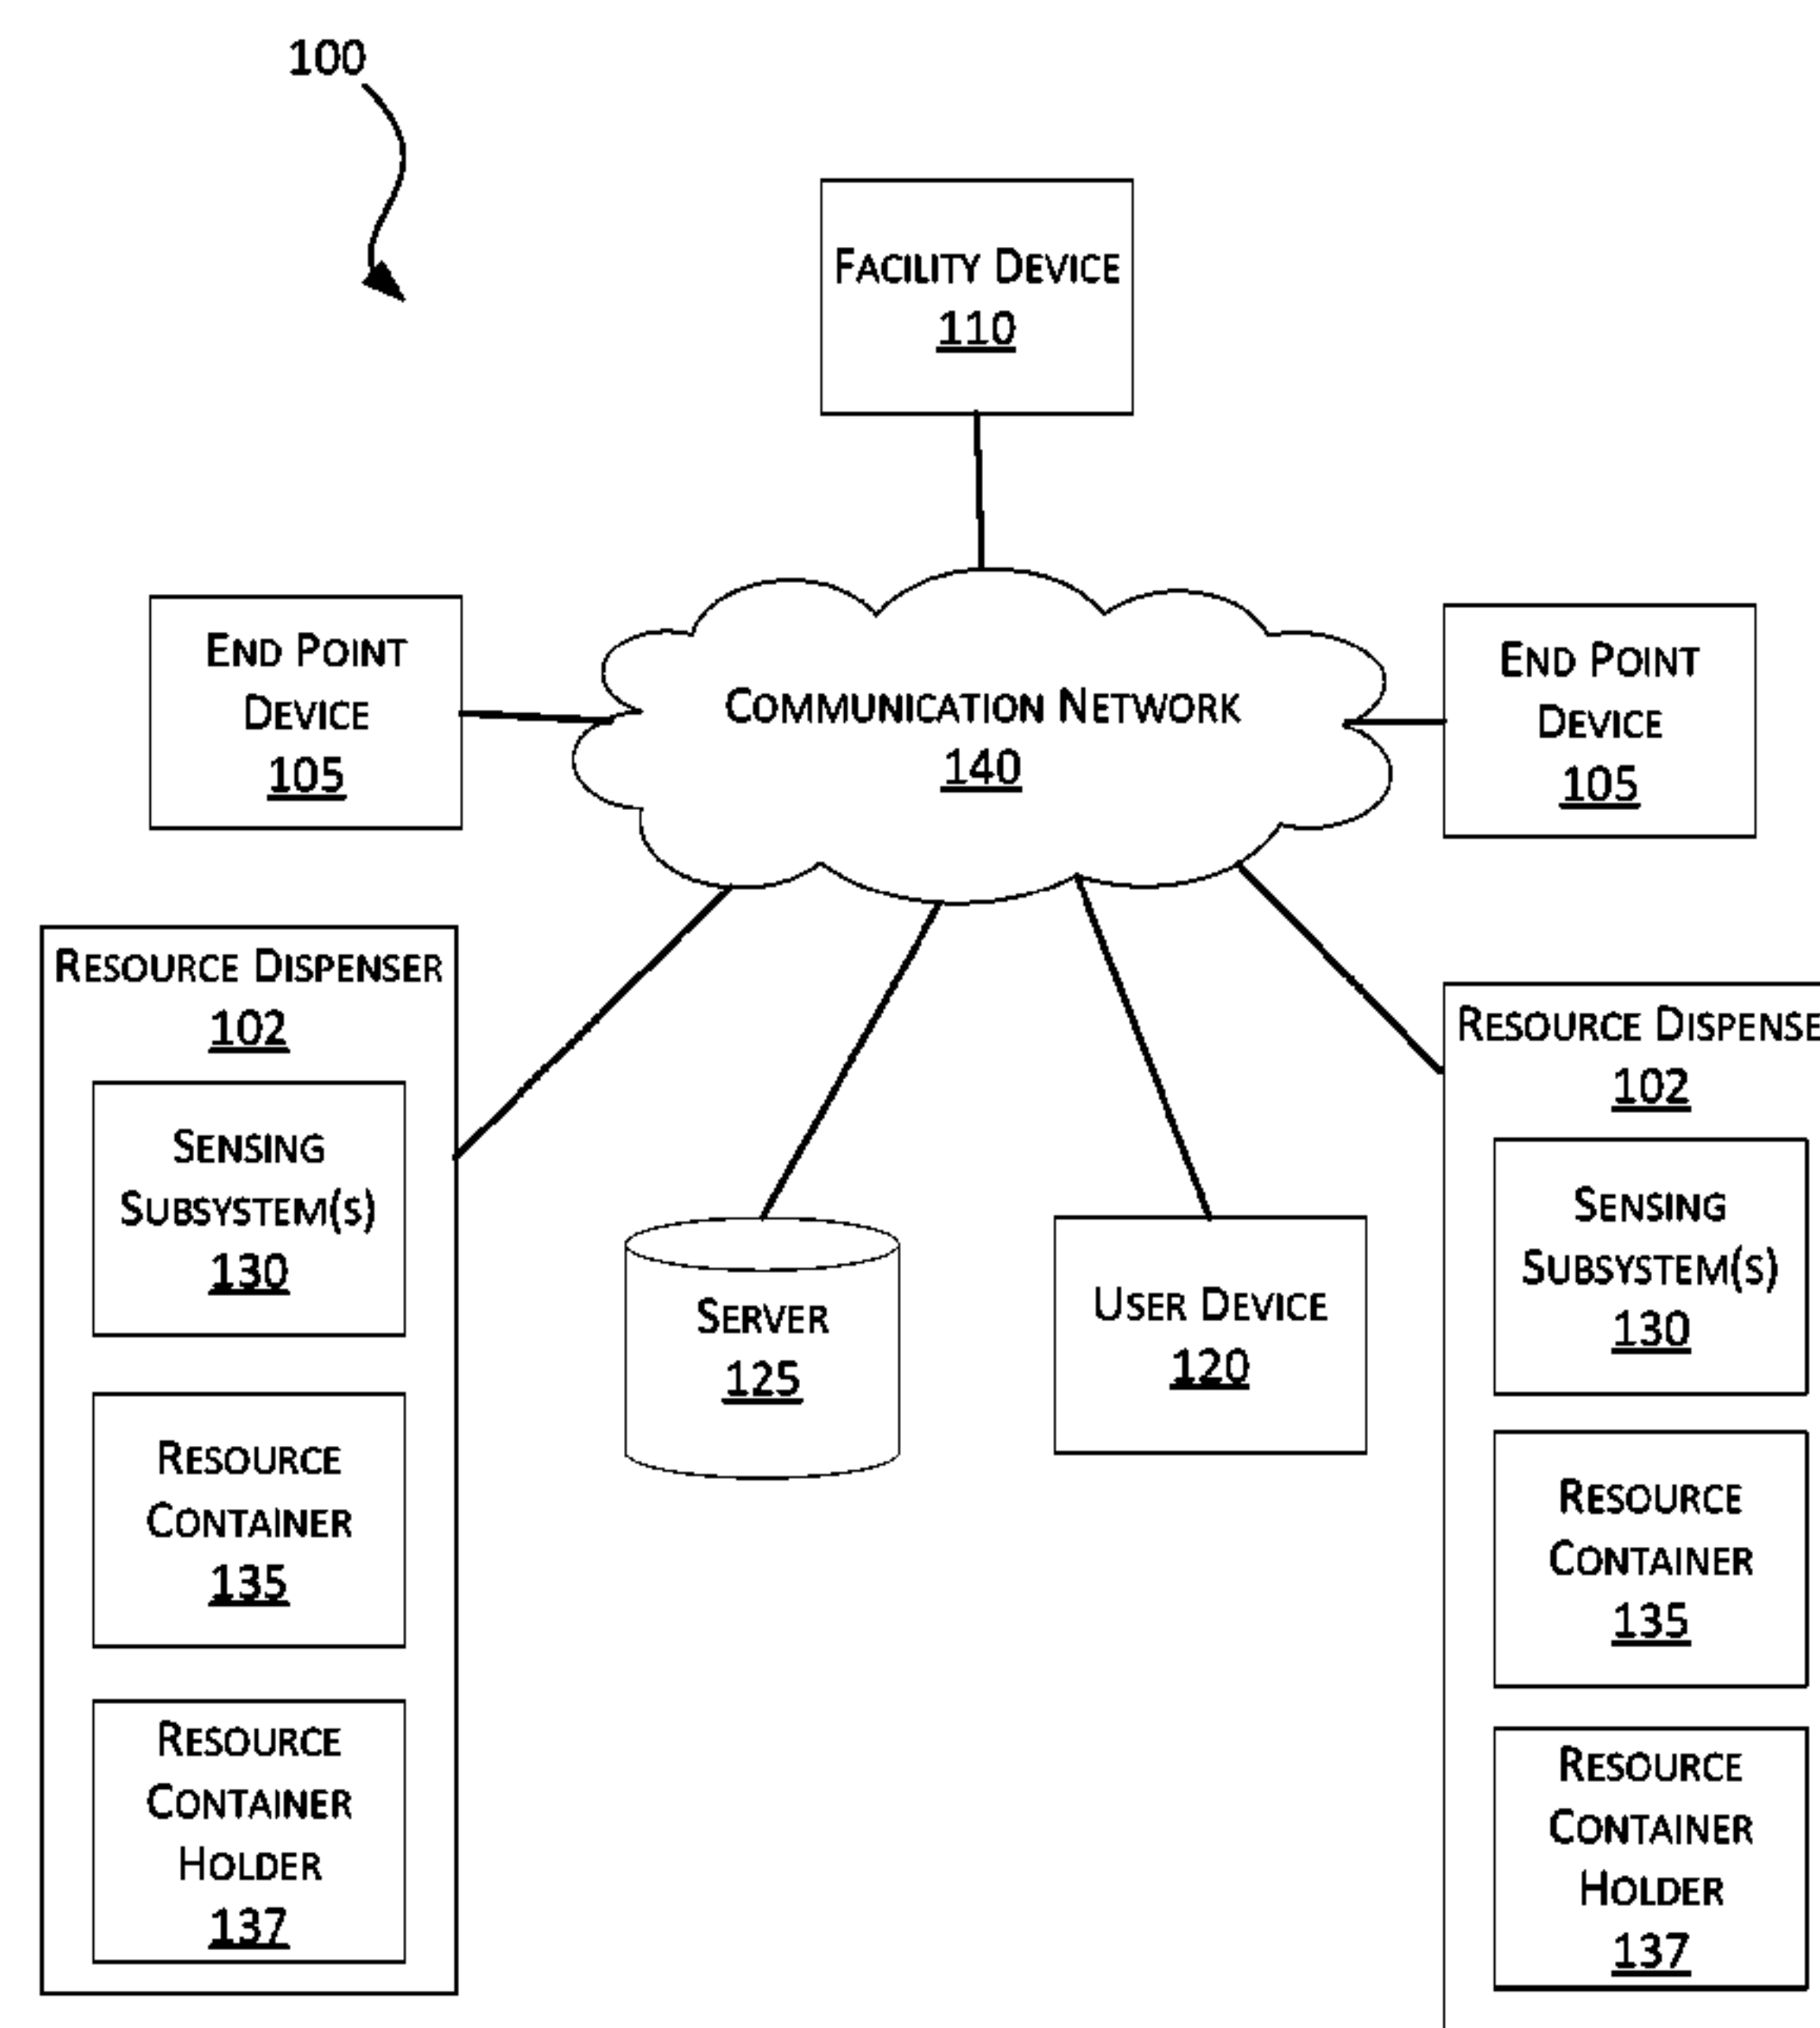 100
FACILITY DEVICE
110
END POINT
DEVICE
105
COMMUNICATION NETWORK
140
END POINT
DEVICE
105
RESOURCE DISPENSER
102
SENSING
SUBSYSTEM(S)
130
RESOURCE
CONTAINER
135
RESOURCE
CONTAINER
HOLDER
137
SERVER
125
USER DEVICE
120
RESOURCE DISPENSE
102
SENSING
SUBSYSTEM(S)
130
RESOURCE
CONTAINER
135
RESOURCE
CONTAINER
HOLDER
137